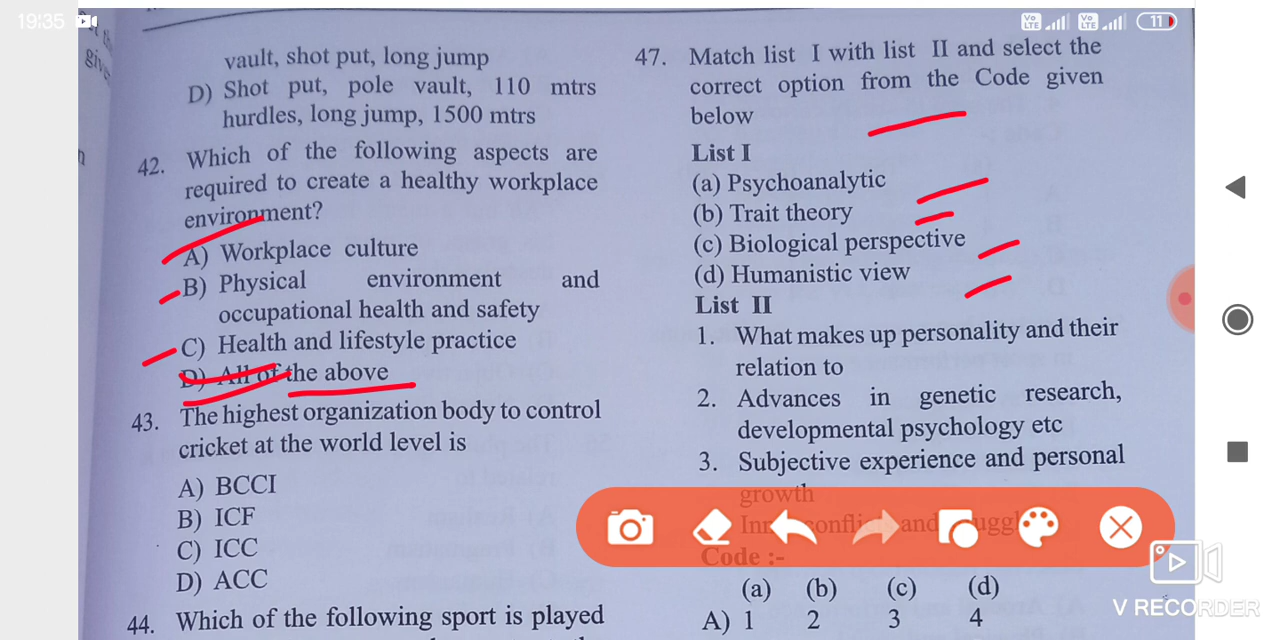 19:35
11
vault, shot put, long jump
D) Shot put, pole vault, 110 mtrs
hurdles, long jump, 1500 mtrs
42. Which of the following aspects are
required to create a healthy workplace
environment?
A) Workplace culture
B) Physical environment and
occupational health and safety
C) Health and lifestyle practice
D) All of the above
43. The highest organization body to control
cricket at the world level is
A) BCCI
B) ICF
C) ICC
D) ACC
44. Which of the following sport is played
47. Match list I with list II and select the
correct option from the Code given
below
List I
(a) Psychoanalytic
(b) Trait theory
(c) Biological perspective
(d) Humanistic view
List II
1. What makes up personality and their
relation to
2. Advances in genetic research,
developmental psychology etc
3. Subjective experience and personal
growth
and
Code :-
(a) (b) (c) (d)
A) 1 2 3 4
V RECORDER